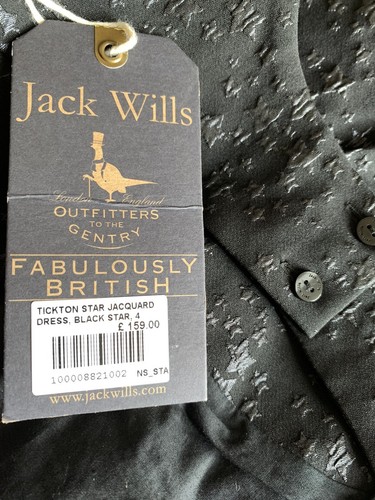 Jack Wills
London England
OUTFITTERS
TO THE
GENTRY
FABULOUSLY
BRITISH
TICKTON STAR JACQUARD
DRESS, BLACK STAR, 4
£ 159.00
100008821002 NS_STA
www.jackwills.com